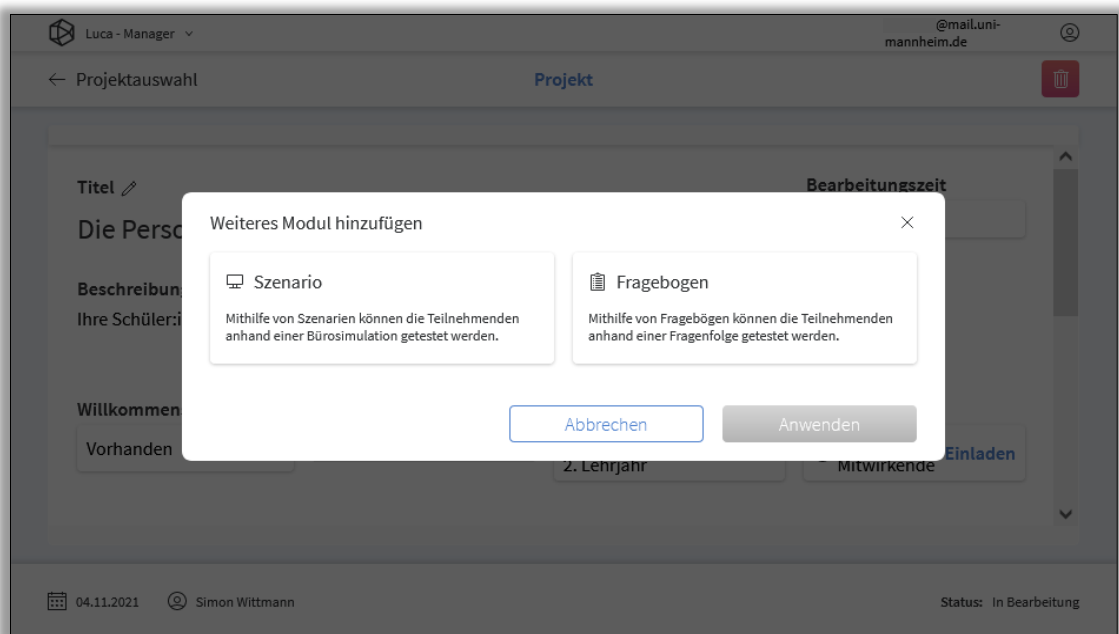 Luca - Manager
@mail.uni-
mannheim.de
Projektauswahl
Projekt
Titel
Bearbeitungszeit
Die Perso
Weiteres Modul hinzufügen
Beschreibun
Ihre Schüler:i
Szenario
Mithilfe von Szenarien können die Teilnehmenden
anhand einer Bürosimulation getestet werden.
Fragebogen
Mithilfe von Fragebögen können die Teilnehmenden
anhand einer Fragenfolge getestet werden.
Abbrechen
Anwenden
Willkommen
Vorhanden
2. Lehrjahr
Mitwirkende
Einladen
04.11.2021
Simon Wittmann
Status: In Bearbeitung